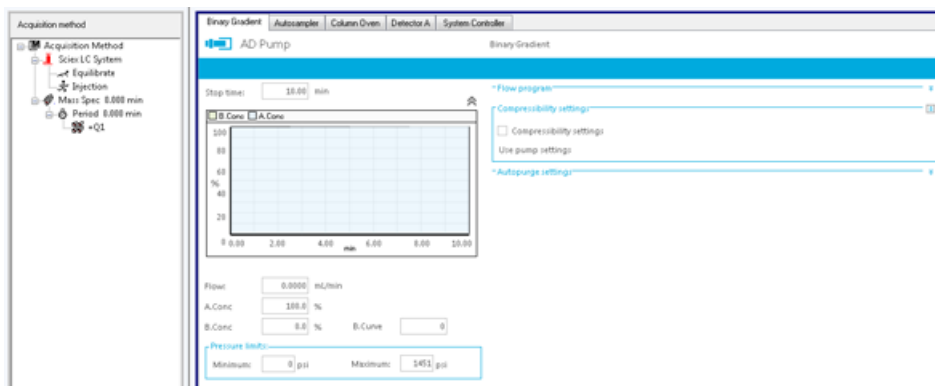 Acquisition method
Acquisition Method
Sciex LC System
Equilibrate
Injection
Mass Spec 0.000 min
Period 0.000 min
+Q1
Binary Gradient Autosampler Column Oven Detector A System Controller
AD Pump
Binary Gradient
Stop time: 10.00 min
B.Conc A.Conc
100
80
60
%
40
20
0
0.00 2.00 4.00 min 6.00 8.00 10.00
Flow: 0.0000 mL/min
A.Conc 100.0 %
B.Conc 0.0 % B.Curve 0
Pressure limits:
Minimum: 0 psi Maximum: 1451 psi
Flow program
Compressibility settings
Compressibility settings
Use pump settings
Autopurge settings